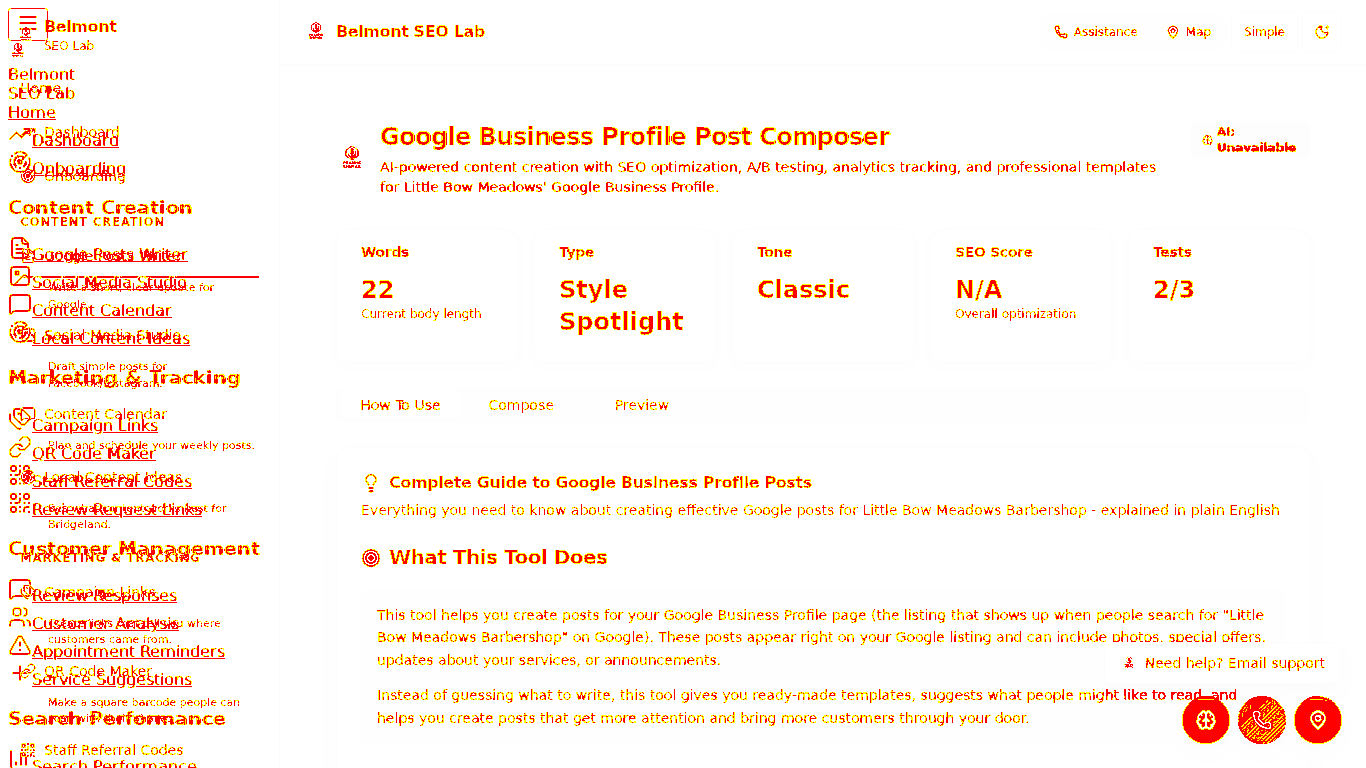 Belmont
SEO Lab
Belmont
SEO Lab
Home
Home
Dashboard
Dashboard
Onboarding
Onboarding
Content Creation
CONTENT CREATION
Google Posts Writer
Google Posts Writer
Social Media Studio
Google.
Content Calendar
Social Media Studio
Local Content Ideas
Draft simple posts for
Facebook/Instagram.
Marketing & Tracking
Content Calendar
Campaign Links
Plan and schedule your weekly posts.
QR Code Maker
Local Content Ideas
Staff Referral Codes
Review Request Links
Bridgeland.
Customer Management
MARKETING & TRACKING
Campaign Links
Review Responses
Customer Analysis
customers came from.
Appointment Reminders
QR Code Maker
Service Suggestions
Make a square barcode people can
Search Performance
Staff Referral Codes
Search Performance
Belmont SEO Lab
Assistance
Map
Simple
Google Business Profile Post Composer
AI-powered content creation with SEO optimization, A/B testing, analytics tracking, and professional templates
for Little Bow Meadows' Google Business Profile.
AI:
Unavailable
Words
22
Current body length
Type
Style
Spotlight
Tone
Classic
SEO Score
N/A
Overall optimization
Tests
2/3
How To Use
Compose
Preview
Complete Guide to Google Business Profile Posts
Everything you need to know about creating effective Google posts for Little Bow Meadows Barbershop - explained in plain English
What This Tool Does
This tool helps you create posts for your Google Business Profile page (the listing that shows up when people search for "Little
Bow Meadows Barbershop" on Google). These posts appear right on your Google listing and can include photos, special offers,
updates about your services, or announcements.
Instead of guessing what to write, this tool gives you ready-made templates, suggests what people might like to read, and
helps you create posts that get more attention and bring more customers through your door.
Need help? Email support